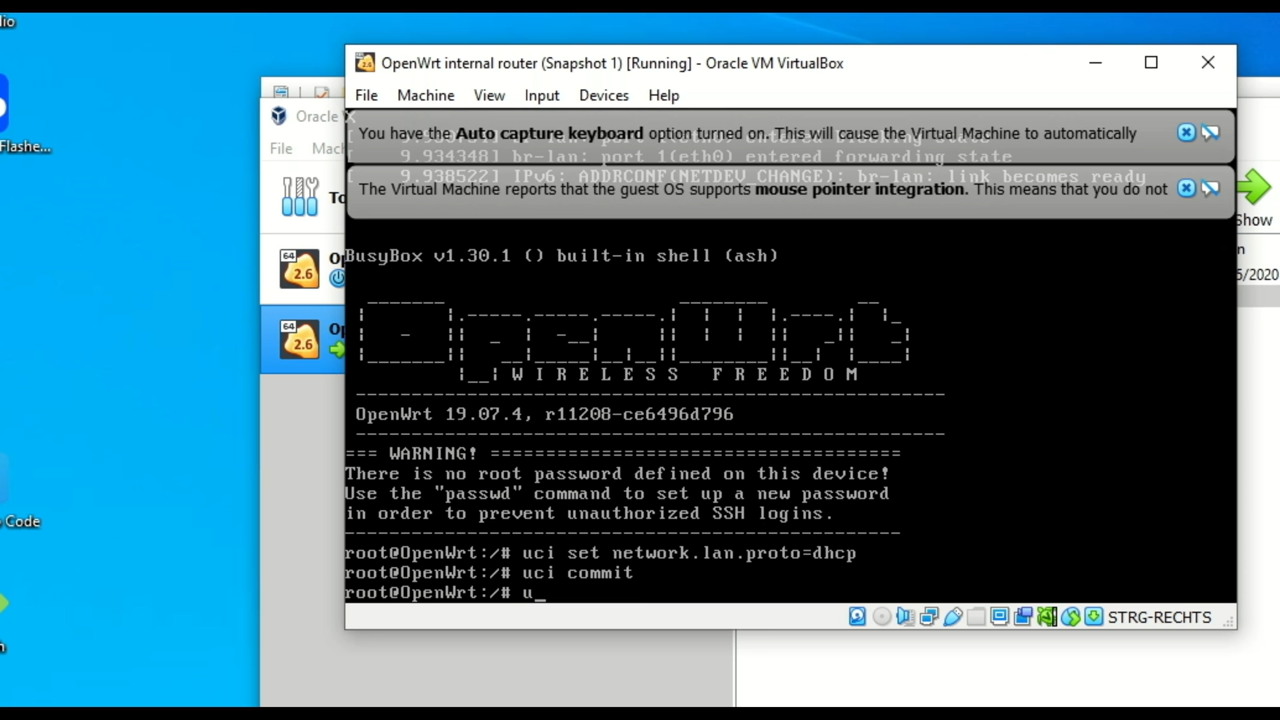 lio
Flashe...
Code
h
Oracle
File Mach
To
64
2.6
Op
64
2.6
Op
Show
n
5/2020
OpenWrt internal router (Snapshot 1) [Running] - Oracle VM VirtualBox
File Machine View Input Devices Help
You have the Auto capture keyboard option turned on. This will cause the Virtual Machine to automatically
[ 9.934348] br-lan: port 1(eth0) entered forwarding state
[ 9.938522] IPv6: ADDRCONF(NETDEV_CHANGE): br-lan: link becomes ready
The Virtual Machine reports that the guest OS supports mouse pointer integration. This means that you do not
BusyBox v1.30.1 () built-in shell (ash)
OpenWrt
W I R E L E S S F R E E D O M
OpenWrt 19.07.4, r11208-ce6496d796
=== WARNING! =====================================
There is no root password defined on this device!
Use the "passwd" command to set up a new password
in order to prevent unauthorized SSH logins.
root@OpenWrt:/# uci set network.lan.proto=dhcp
root@OpenWrt:/# uci commit
root@OpenWrt:/# u_
STRG-RECHTS